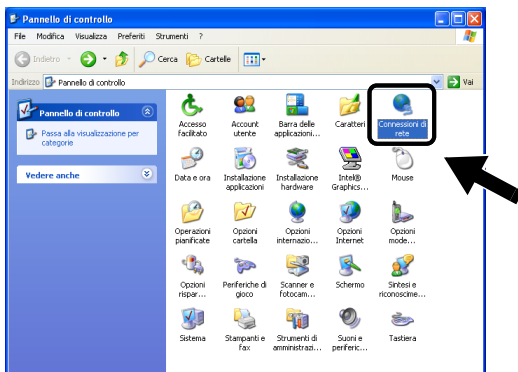 Pannello di controllo
File Modifica Visualizza Preferiti Strumenti ?
Indietro Cerca Cartelle
Indirizzo Pannello di controllo Vai
Pannello di controllo
Passa alla visualizzazione per
categorie
Vedere anche
Accesso
facilitato
Account
utente
Barra delle
applicazioni...
Caratteri
Connessioni di
rete
Data e ora
Installazione
applicazioni
Installazione
hardware
Intel®
Graphics...
Mouse
Operazioni
pianificate
Opzioni
cartella
Opzioni
internazio...
Opzioni
Internet
Opzioni
mode...
Opzioni
rispar...
Periferiche di
gioco
Scanner e
fotocam...
Schermo
Sintesi e
riconoscime...
Sistema
Stampanti e
fax
Strumenti di
amministrazi...
Suoni e
periferic...
Tastiera